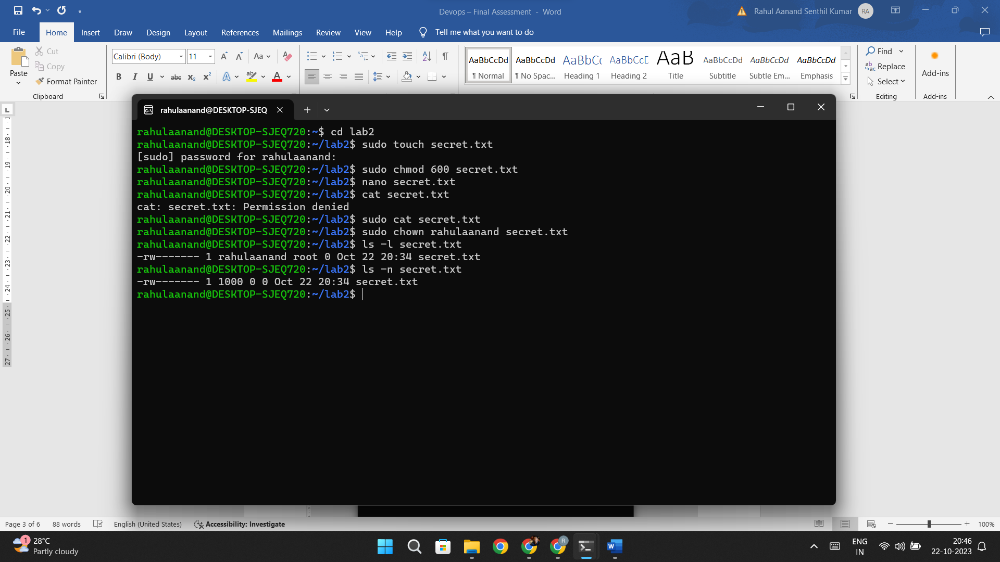 Devops – Final Assessment - Word
Rahul Aanand Senthil Kumar
RA
File
Home
Insert
Draw
Design
Layout
References
Mailings
Review
View
Help
Tell me what you want to do
Paste
Cut
Copy
Format Painter
Clipboard
Calibri (Body)
11
AaBbCcDd
¶ Normal
AaBbCcDd
¶ No Spac...
AaBbCc
Heading 1
AaBbCcD
Heading 2
AaB
Title
AaBbCcDd
Subtitle
AaBbCcDd
Subtle Em...
AaBbCcDd
Emphasis
Find
Replace
Select
Editing
Add-ins
Add-ins
rahulaanand@DESKTOP-SJEQ
rahulaanand@DESKTOP-SJEQ720:~$ cd lab2
rahulaanand@DESKTOP-SJEQ720:~/lab2$ sudo touch secret.txt
[sudo] password for rahulaanand:
rahulaanand@DESKTOP-SJEQ720:~/lab2$ sudo chmod 600 secret.txt
rahulaanand@DESKTOP-SJEQ720:~/lab2$ nano secret.txt
rahulaanand@DESKTOP-SJEQ720:~/lab2$ cat secret.txt
cat: secret.txt: Permission denied
rahulaanand@DESKTOP-SJEQ720:~/lab2$ sudo cat secret.txt
rahulaanand@DESKTOP-SJEQ720:~/lab2$ sudo chown rahulaanand secret.txt
rahulaanand@DESKTOP-SJEQ720:~/lab2$ ls -l secret.txt
-rw------- 1 rahulaanand root 0 Oct 22 20:34 secret.txt
rahulaanand@DESKTOP-SJEQ720:~/lab2$ ls -n secret.txt
-rw------- 1 1000 0 0 Oct 22 20:34 secret.txt
rahulaanand@DESKTOP-SJEQ720:~/lab2$
18
19
20
21
22
23
24
25
26
27
Page 3 of 6
88 words
English (United States)
Accessibility: Investigate
100%
1
28°C
Partly cloudy
ENG
IN
20:46
22-10-2023